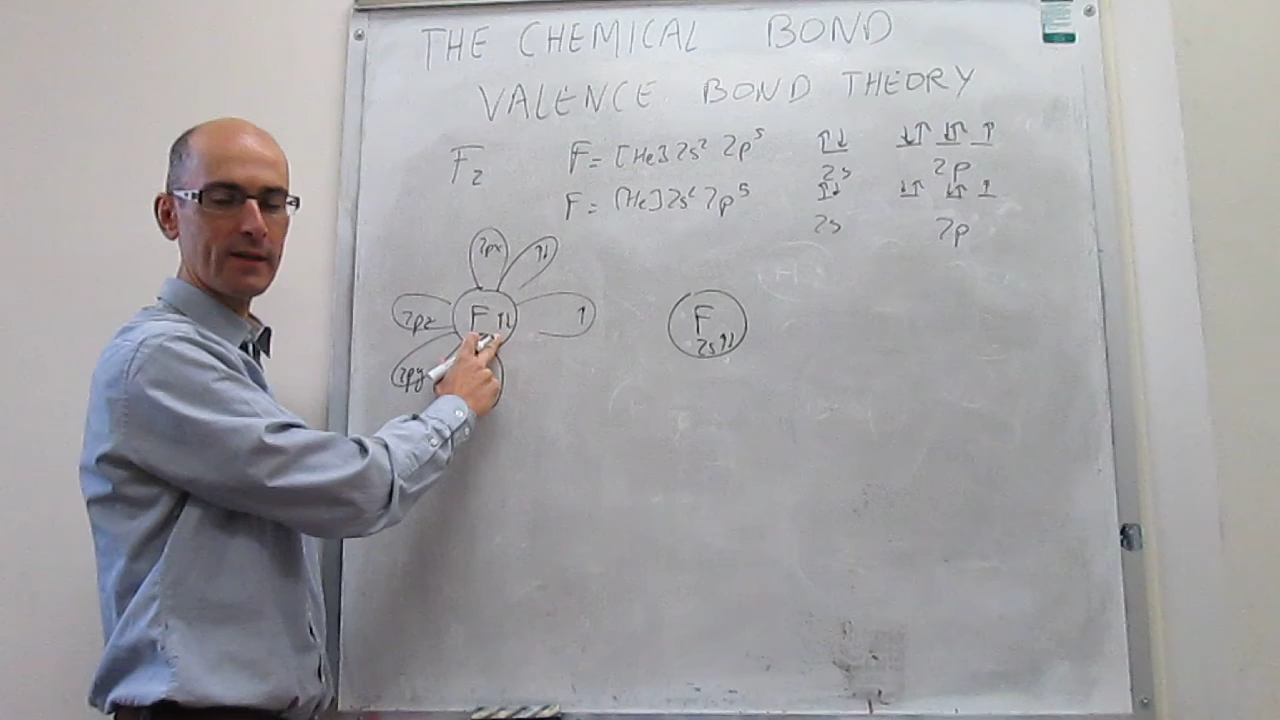 THE CHEMICAL BOND
VALENCE BOND THEORY
F₂ F = [He] 2s² 2p⁵ ↑↓ ↓↑ ↓↑ ↑
2s 2p
F = [He] 2s² 2p⁵ ↑↓ ↓↑ ↓↑ ↑
2s 2p
2px ↑↓
2pz F ↑↓ ↑
F
2s ↑↓
2py